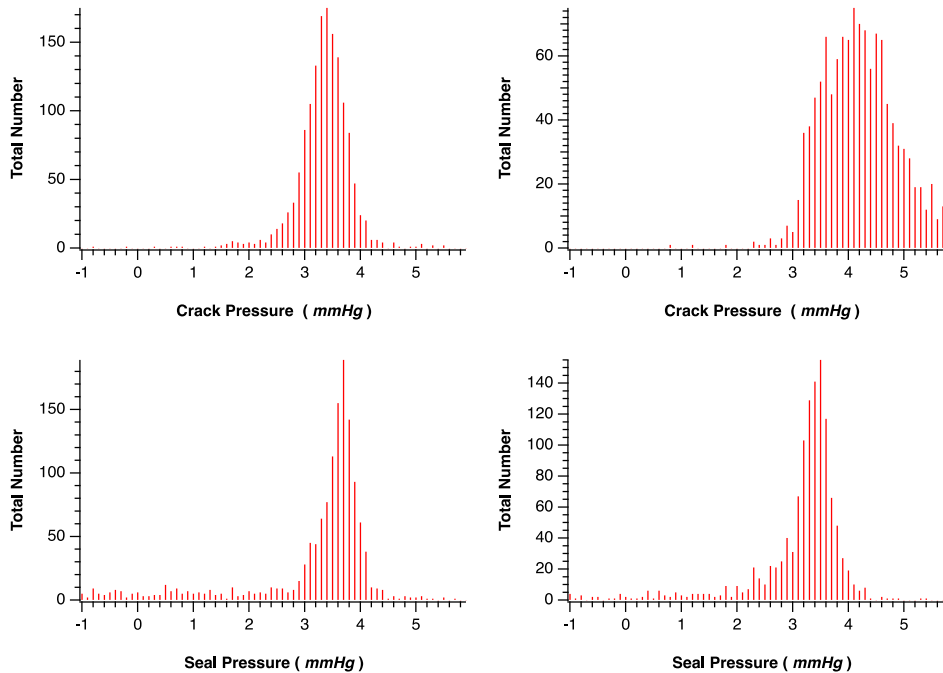 Total Number
150
100
50
0
-1 0 1 2 3 4 5
Crack Pressure ( mmHg )
Total Number
60
40
20
0
-1 0 1 2 3 4 5
Crack Pressure ( mmHg )
Total Number
150
100
50
0
-1 0 1 2 3 4 5
Seal Pressure ( mmHg )
Total Number
140
120
100
80
60
40
20
0
-1 0 1 2 3 4 5
Seal Pressure ( mmHg )